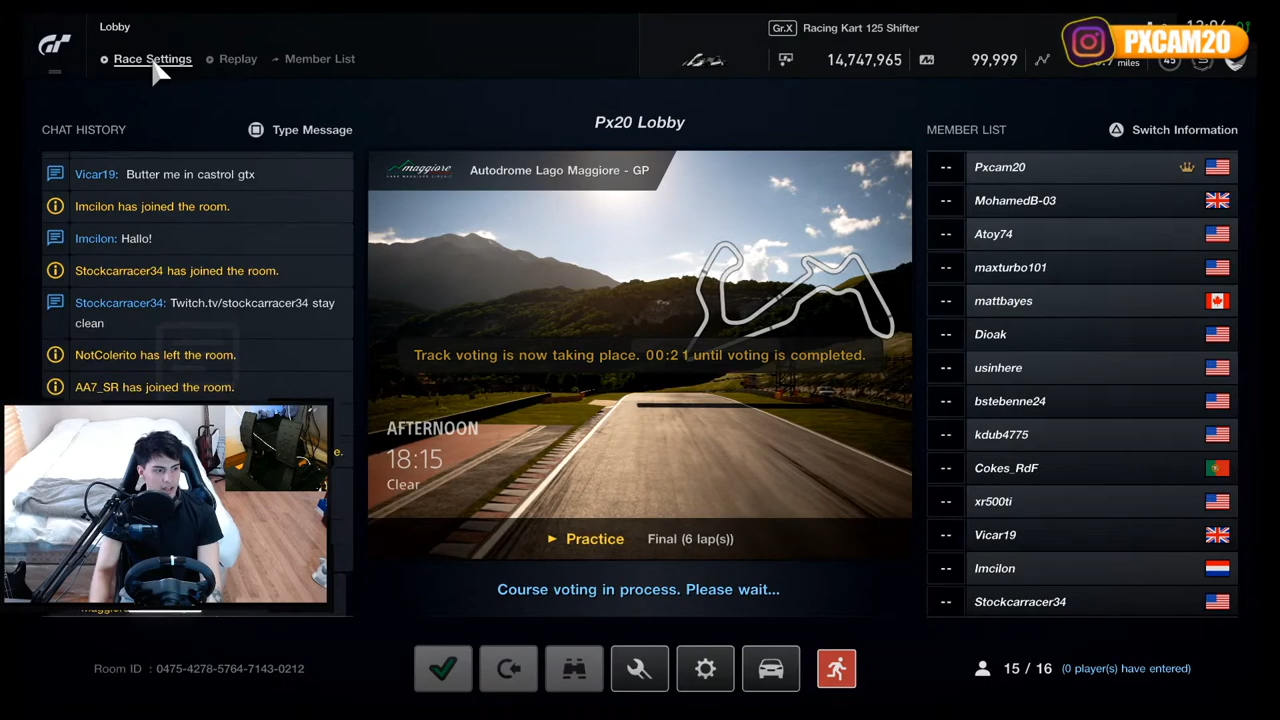 Lobby
Race Settings
Replay
Member List
Gr.X
Racing Kart 125 Shifter
14,747,965
99,999
miles
45
PXCAM20
CHAT HISTORY
Type Message
Vicar19: Butter me in castrol gtx
Imcilon has joined the room.
Imcilon: Hallo!
Stockcarracer34 has joined the room.
Stockcarracer34: Twitch.tv/stockcarracer34 stay
clean
NotColerito has left the room.
AA7_SR has joined the room.
Px20 Lobby
maggiore
Autodrome Lago Maggiore - GP
Track voting is now taking place. 00:21 until voting is completed.
AFTERNOON
18:15
Clear
Practice
Final (6 lap(s))
Course voting in process. Please wait...
MEMBER LIST
Switch Information
-- Pxcam20
-- MohamedB-03
-- Atoy74
-- maxturbo101
-- mattbayes
-- Dioak
-- usinhere
-- bstebenne24
-- kdub4775
-- Cokes_RdF
-- xr500ti
-- Vicar19
-- Imcilon
-- Stockcarracer34
Room ID : 0475-4278-5764-7143-0212
15 / 16
(0 player(s) have entered)